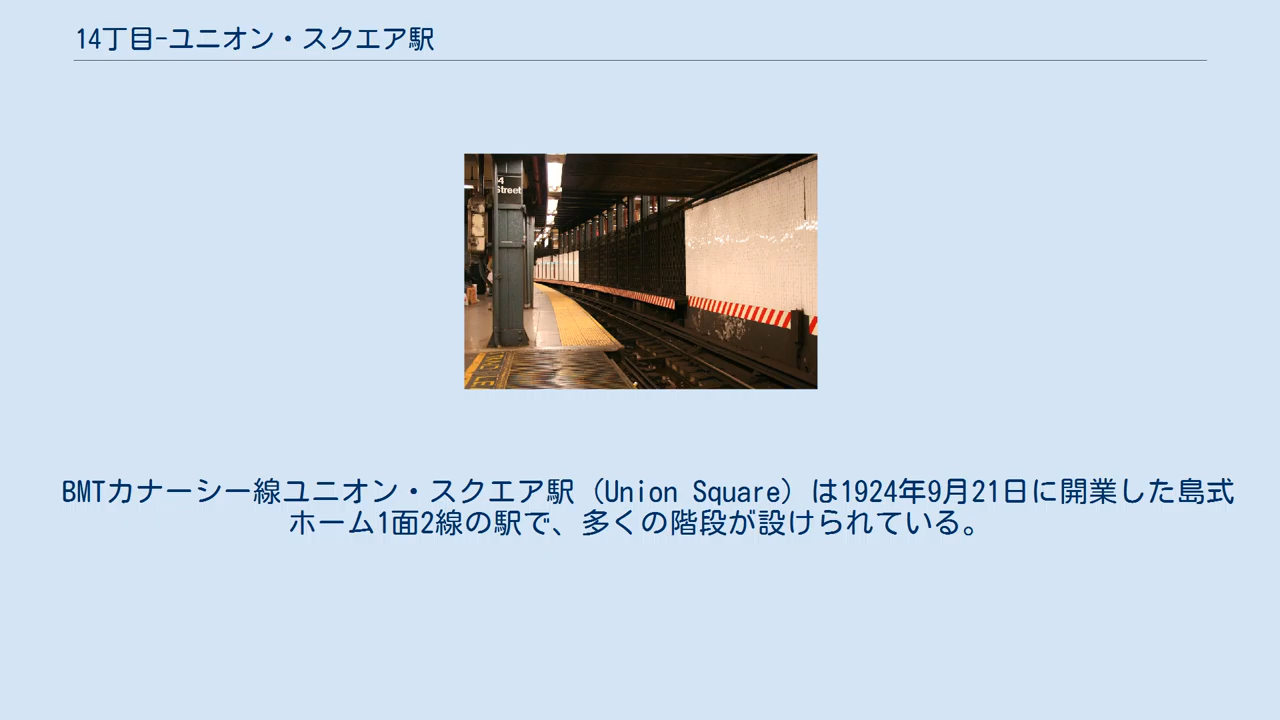 14丁目-ユニオン・スクエア駅
4
Street
BMTカナーシー線ユニオン・スクエア駅（Union Square）は1924年9月21日に開業した島式
ホーム1面2線の駅で、多くの階段が設けられている。